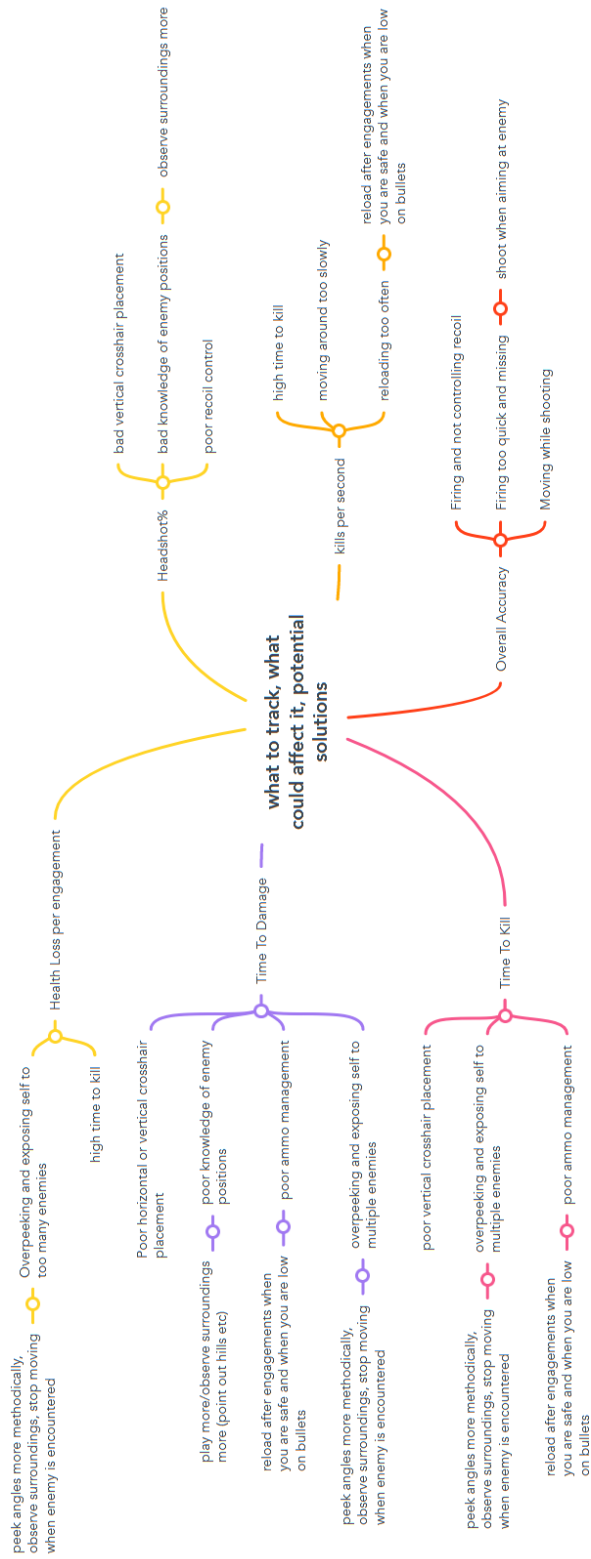 what to track, what
could affect it, potential
solutions
Headshot%
bad vertical crosshair placement
bad knowledge of enemy positions
observe surroundings more
poor recoil control
kills per second
high time to kill
moving around too slowly
reloading too often
reload after engagements when
you are safe and when you are low
on bullets
Overall Accuracy
Firing and not controlling recoil
Firing too quick and missing
shoot when aiming at enemy
Moving while shooting
Health Loss per engagement
Overpeeking and exposing self to
too many enemies
peek angles more methodically,
observe surroundings, stop moving
when enemy is encountered
high time to kill
Time To Damage
Poor horizontal or vertical crosshair
placement
poor knowledge of enemy
positions
play more/observe surroundings
more (point out hills etc)
poor ammo management
reload after engagements when
you are safe and when you are low
on bullets
overpeeking and exposing self to
multiple enemies
peek angles more methodically,
observe surroundings, stop moving
when enemy is encountered
Time To Kill
poor vertical crosshair placement
overpeeking and exposing self to
multiple enemies
peek angles more methodically,
observe surroundings, stop moving
when enemy is encountered
poor ammo management
reload after engagements when
you are safe and when you are low
on bullets